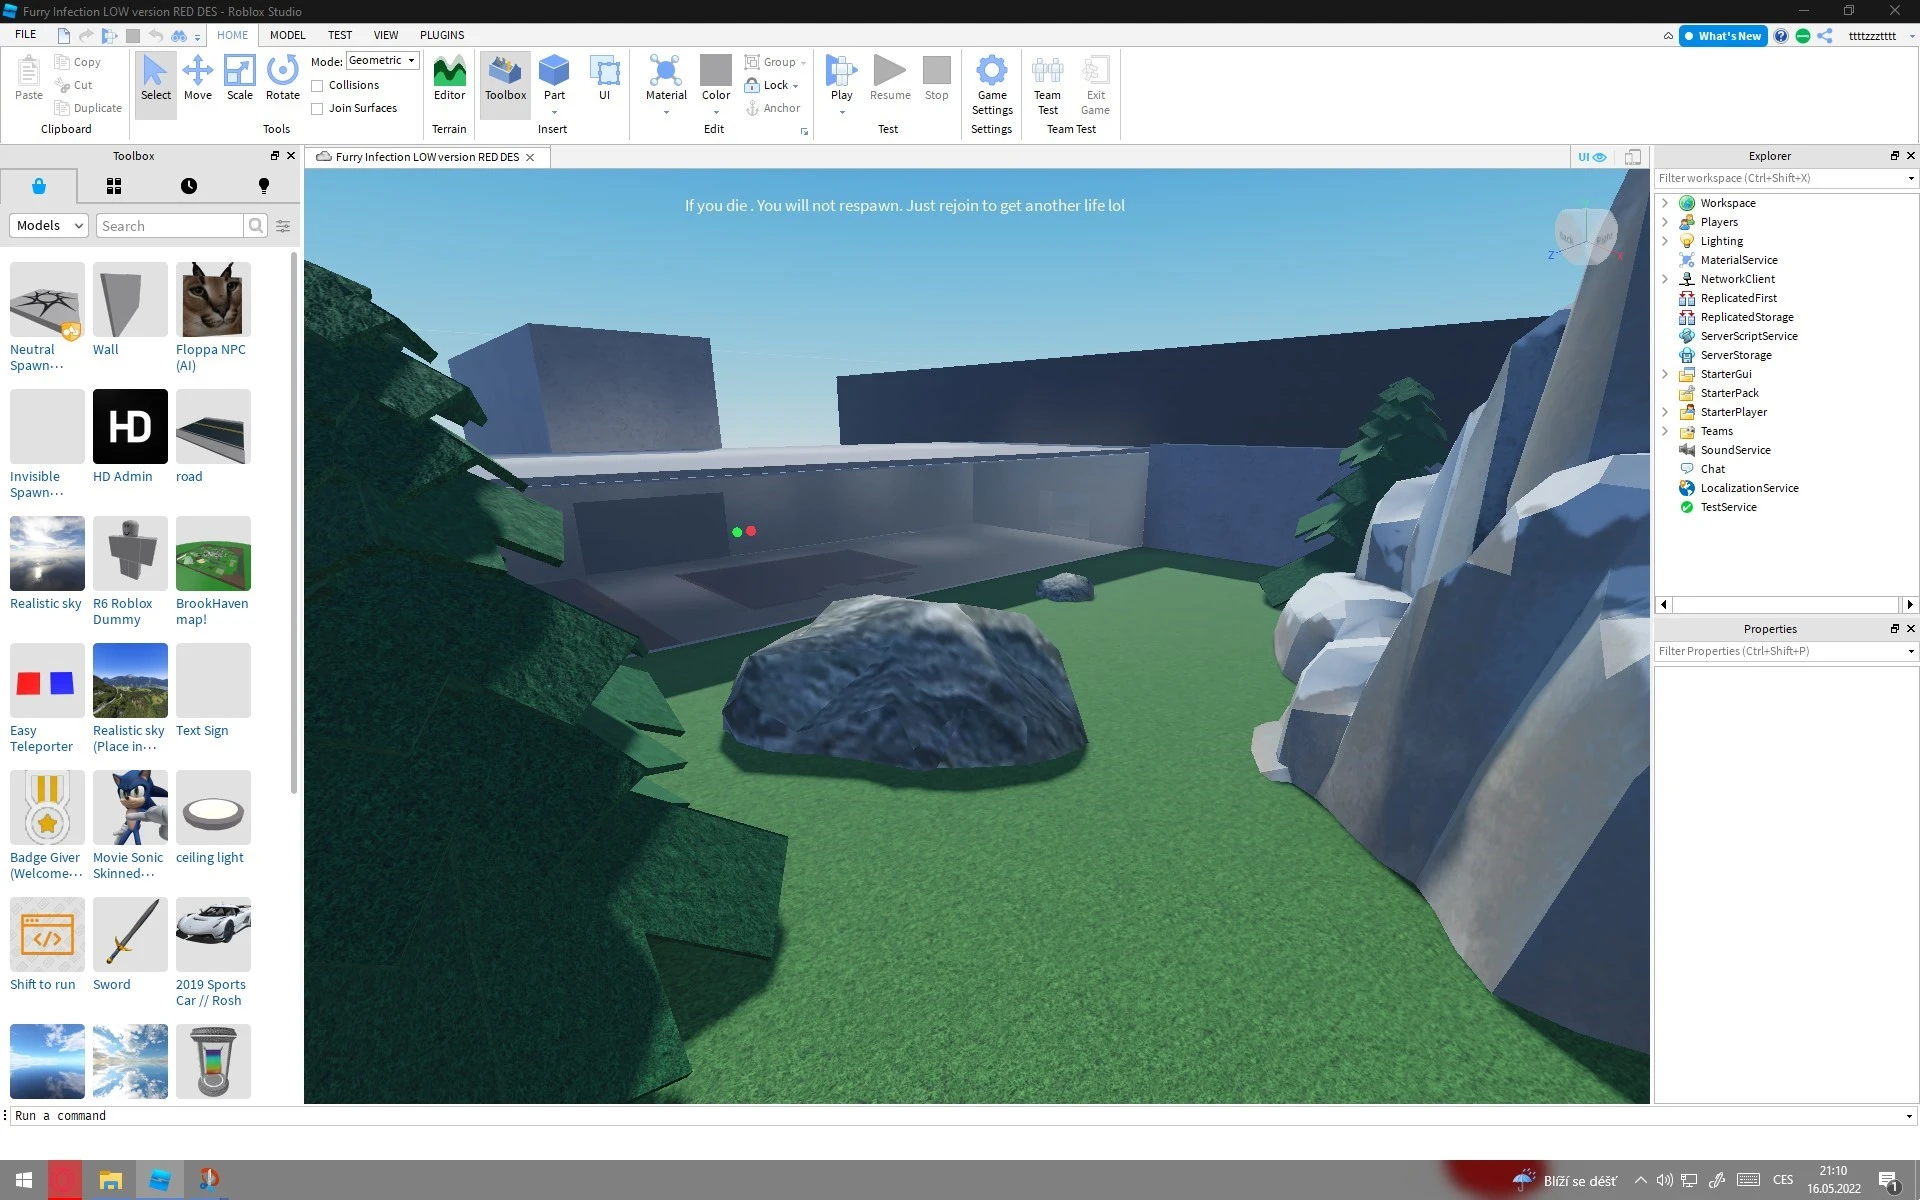 Furry Infection LOW version RED DES - Roblox Studio
FILE
HOME
MODEL
TEST
VIEW
PLUGINS
What's New
ttttzzztttt
Paste
Copy
Cut
Duplicate
Clipboard
Select
Move
Scale
Rotate
Mode: Geometric
Collisions
Join Surfaces
Tools
Editor
Terrain
Toolbox
Part
UI
Insert
Material
Color
Group
Lock
Anchor
Edit
Play
Resume
Stop
Test
Game
Settings
Settings
Team
Test
Exit
Game
Team Test
Toolbox
Models
Search
Neutral
Spawn...
Wall
Floppa NPC
(AI)
Invisible
Spawn...
HD
HD Admin
road
Realistic sky
R6 Roblox
Dummy
BrookHaven
map!
Easy
Teleporter
Realistic sky
(Place in...
Text Sign
Badge Giver
(Welcome...
Movie Sonic
Skinned...
ceiling light
Shift to run
Sword
2019 Sports
Car // Rosh
Furry Infection LOW version RED DES
UI
If you die . You will not respawn. Just rejoin to get another life lol
Back
Right
Z
X
Explorer
Filter workspace (Ctrl+Shift+X)
Workspace
Players
Lighting
MaterialService
NetworkClient
ReplicatedFirst
ReplicatedStorage
ServerScriptService
ServerStorage
StarterGui
StarterPack
StarterPlayer
Teams
SoundService
Chat
LocalizationService
TestService
Properties
Filter Properties (Ctrl+Shift+P)
Run a command
Blíží se déšť
CES
21:10
16.05.2022
1